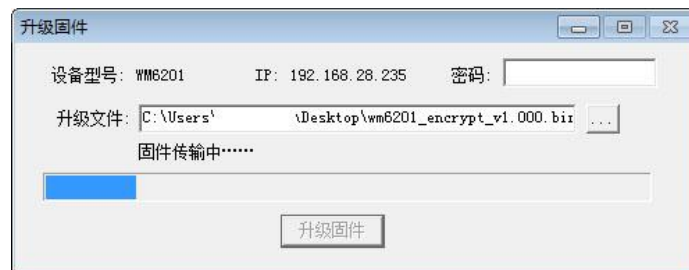 升级固件
设备型号: WM6201 IP: 192.168.28.235 密码:
升级文件: C:\Users\ \Desktop\wm6201_encrypt_v1.000.bin ...
固件传输中……
升级固件